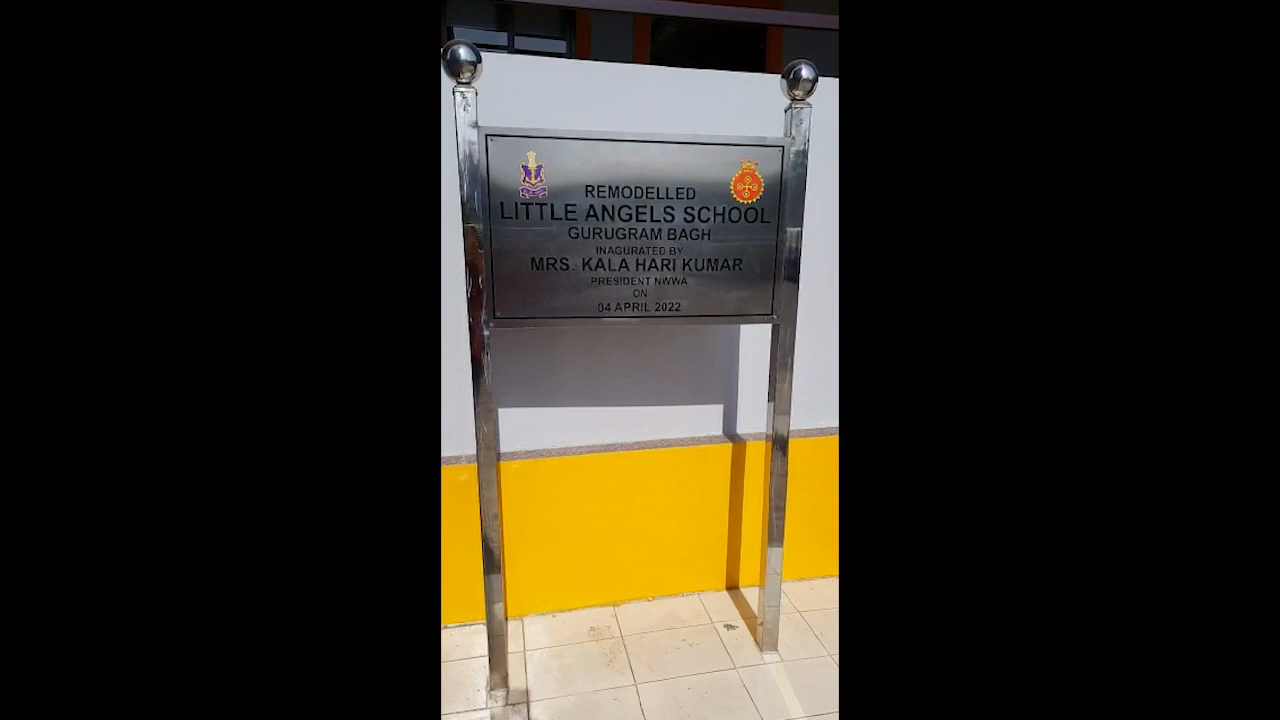 REMODELLED
LITTLE ANGELS SCHOOL
GURUGRAM BAGH
INAGURATED BY
MRS. KALA HARI KUMAR
PRESIDENT NWWA
ON
04 APRIL 2022